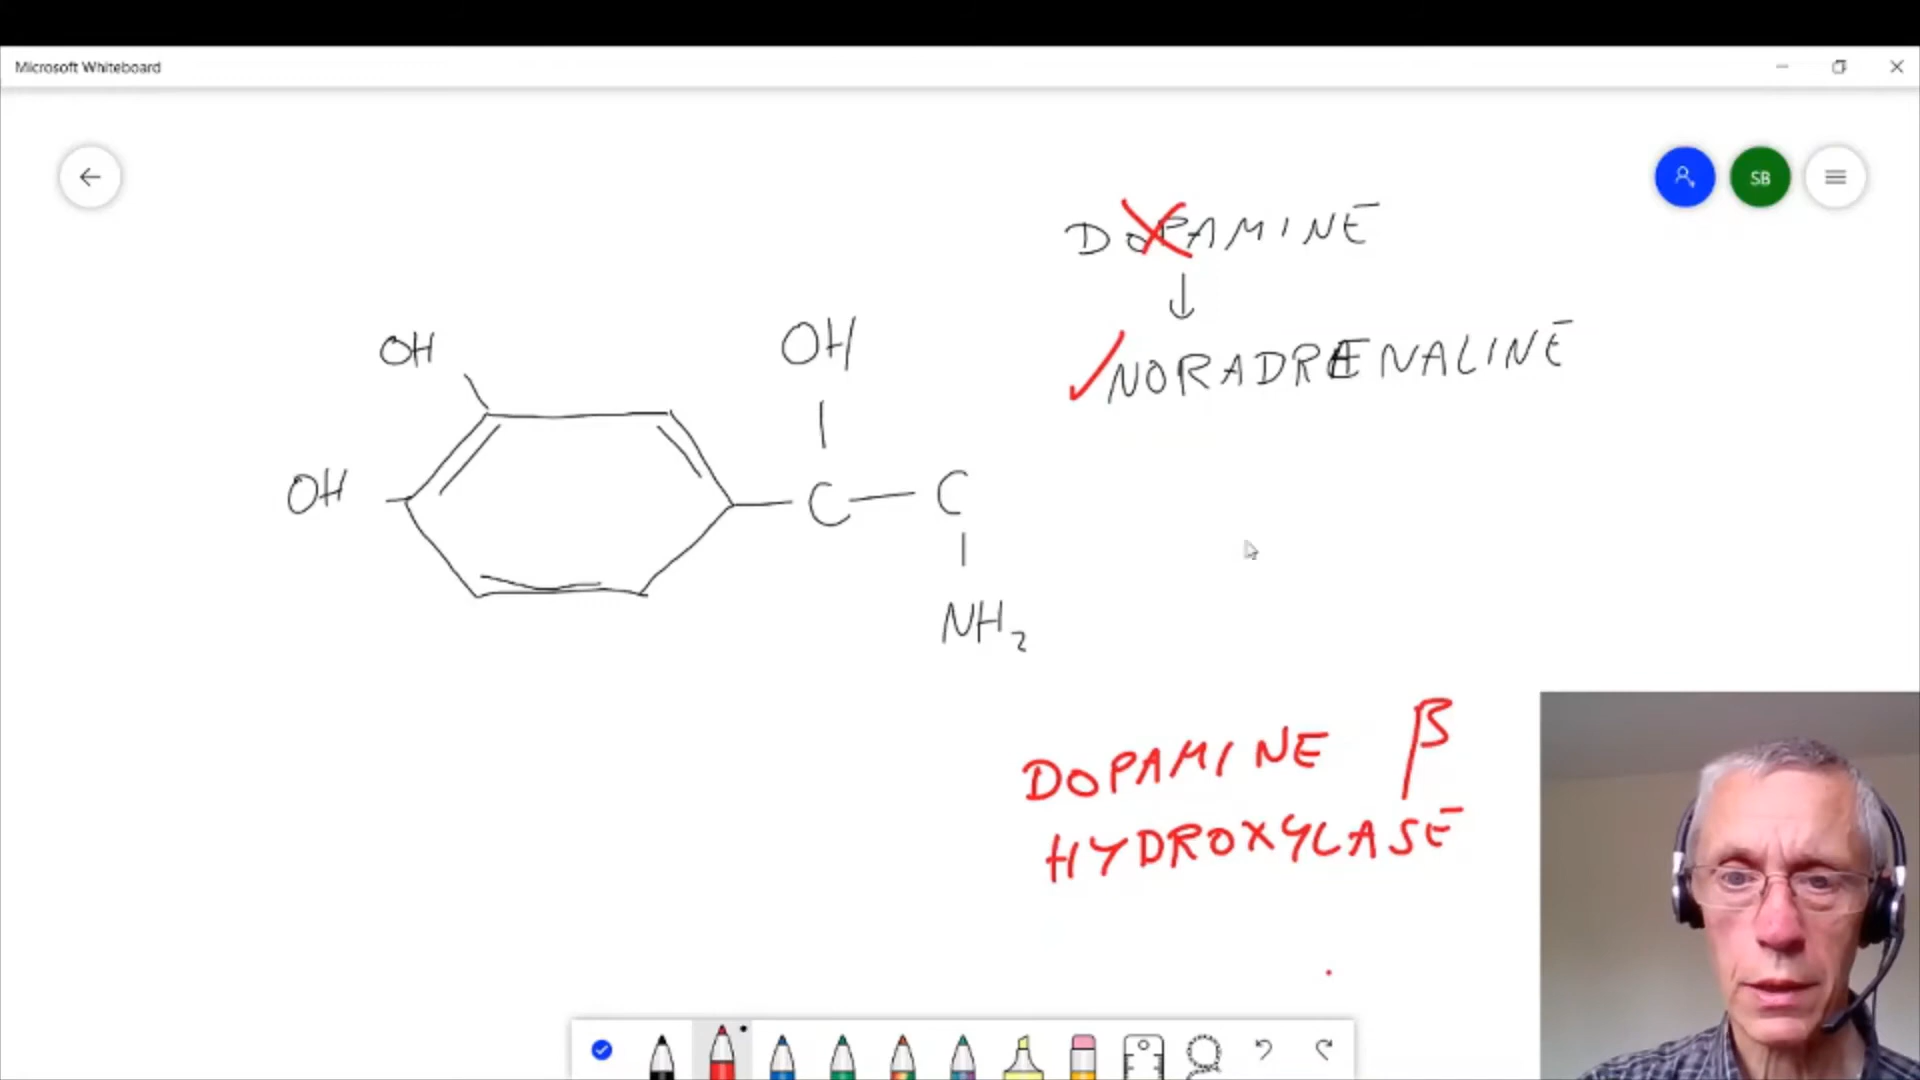 Microsoft Whiteboard
SB
DOPAMINE
↓
NORADRENALINE
OH
OH
OH
C — C
NH₂
DOPAMINE β
HYDROXYLASE